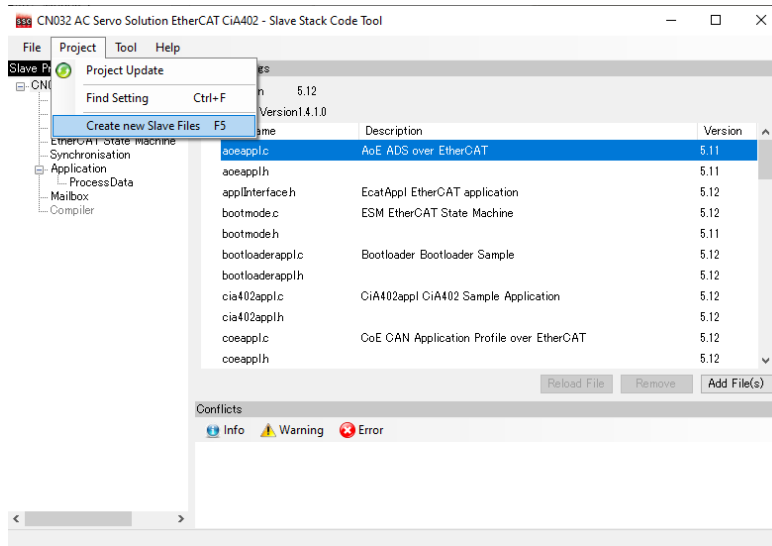 SSC CN032 AC Servo Solution EtherCAT CiA402 - Slave Stack Code Tool
File Project Tool Help
Slave Pr
Project Update
Find Setting Ctrl+F
Create new Slave Files F5
5.12
Version1.4.1.0
Description Version
EtherCAT State Machine
Synchronisation
Application
ProcessData
Mailbox
Compiler
aoeappl.c AoE ADS over EtherCAT 5.11
aoeappl.h 5.11
applInterface.h EcatAppl EtherCAT application 5.12
bootmode.c ESM EtherCAT State Machine 5.12
bootmode.h 5.11
bootloaderappl.c Bootloader Bootloader Sample 5.12
bootloaderappl.h 5.12
cia402appl.c CiA402appl CiA402 Sample Application 5.12
cia402appl.h 5.12
coeappl.c CoE CAN Application Profile over EtherCAT 5.12
coeappl.h 5.12
Reload File Remove Add File(s)
Conflicts
Info Warning Error